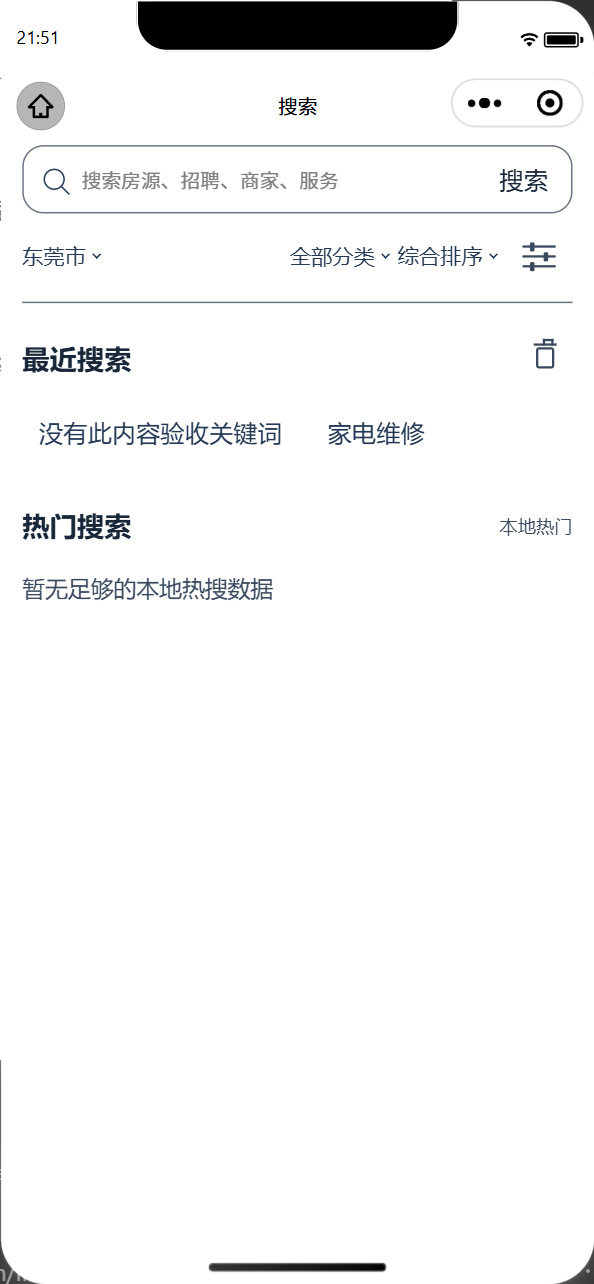 21:51
搜索
搜索房源、招聘、商家、服务 搜索
东莞市 全部分类 综合排序
最近搜索
没有此内容验收关键词 家电维修
热门搜索 本地热门
暂无足够的本地热搜数据